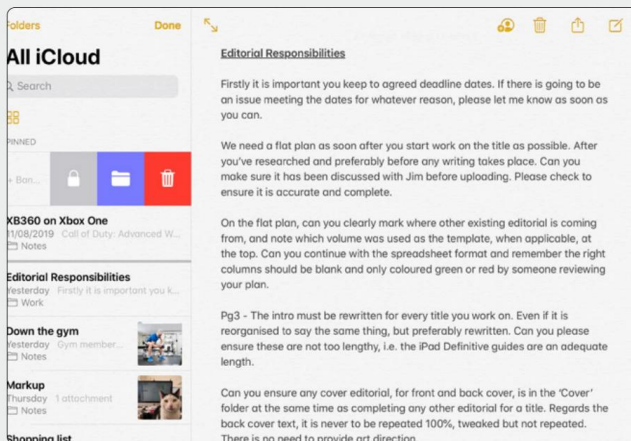 Folders Done
All iCloud
Search
PINNED
+ Ban...
XB360 on Xbox One
11/08/2019 Call of Duty: Advanced W...
Notes
Editorial Responsibilities
Yesterday Firstly it is important you k...
Work
Down the gym
Yesterday Gym member...
Notes
Markup
Thursday 1 attachment
Notes
Shopping list
Editorial Responsibilities
Firstly it is important you keep to agreed deadline dates. If there is going to be
an issue meeting the dates for whatever reason, please let me know as soon as
you can.
We need a flat plan as soon after you start work on the title as possible. After
you've researched and preferably before any writing takes place. Can you
make sure it has been discussed with Jim before uploading. Please check to
ensure it is accurate and complete.
On the flat plan, can you clearly mark where other existing editorial is coming
from, and note which volume was used as the template, when applicable, at
the top. Can you continue with the spreadsheet format and remember the right
columns should be blank and only coloured green or red by someone reviewing
your plan.
Pg3 - The intro must be rewritten for every title you work on. Even if it is
reorganised to say the same thing, but preferably rewritten. Can you please
ensure these are not too lengthy, i.e. the iPad Definitive guides are an adequate
length.
Can you ensure any cover editorial, for front and back cover, is in the 'Cover'
folder at the same time as completing any other editorial for a title. Regards the
back cover text, it is never to be repeated 100%, tweaked but not repeated.
There is no need to provide art direction.